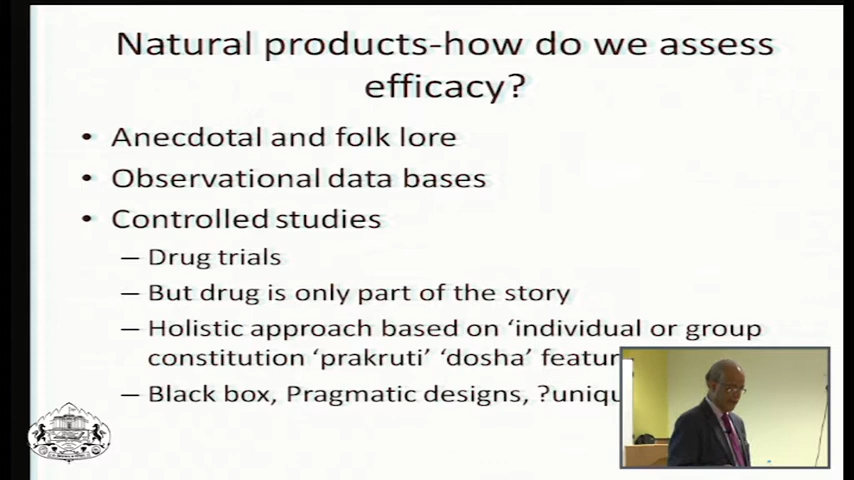 Natural products-how do we assess
efficacy?
• Anecdotal and folk lore
• Observational data bases
• Controlled studies
– Drug trials
– But drug is only part of the story
– Holistic approach based on ‘individual or group
constitution ‘prakruti’ ‘dosha’
– Black box, Pragmatic designs,